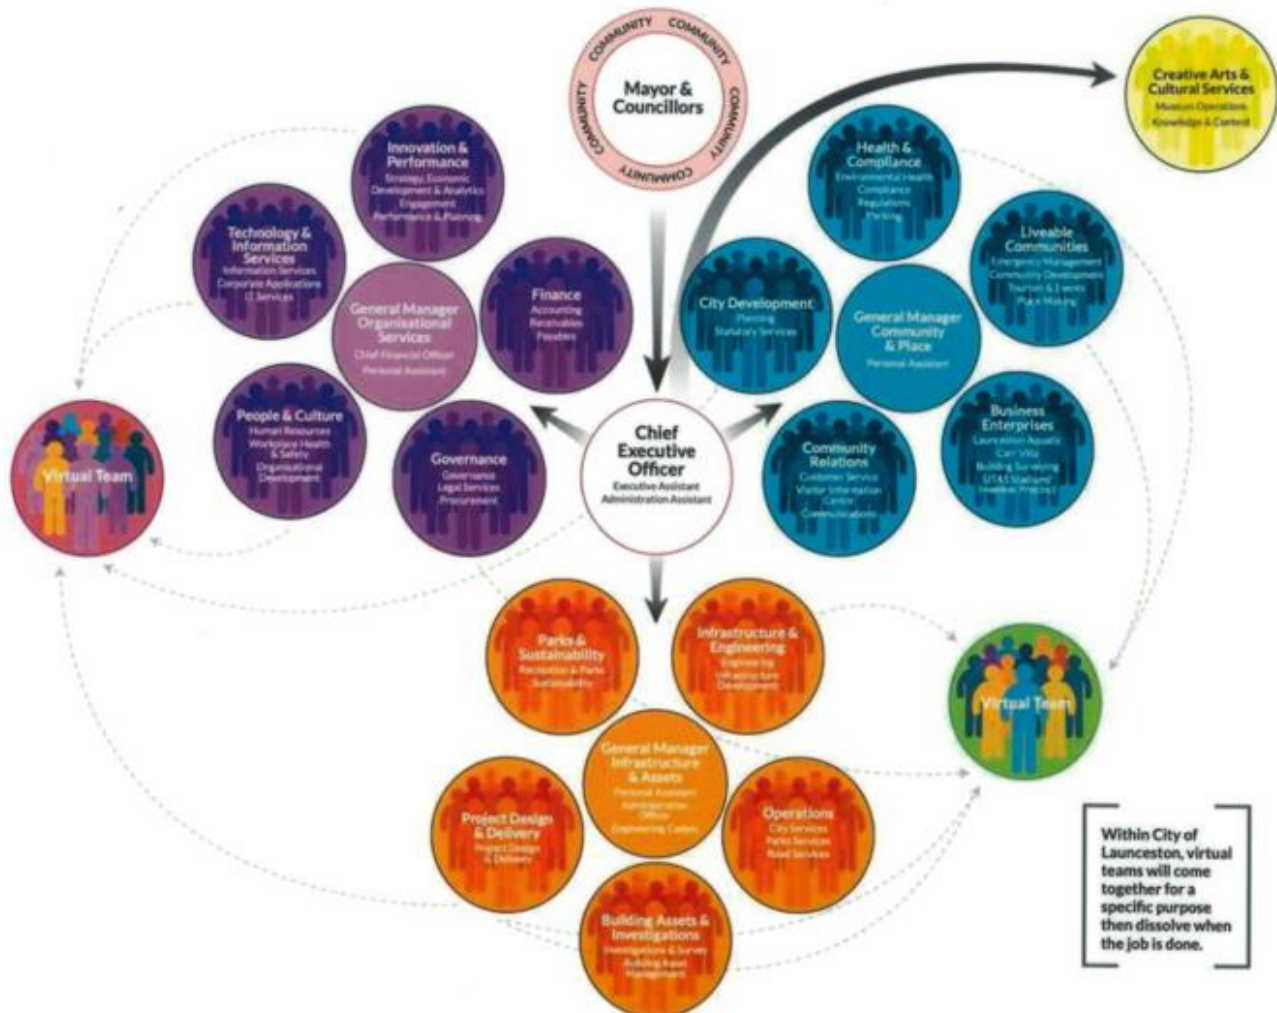 COMMUNITY COMMUNITY COMMUNITY COMMUNITY COMMUNITY
Mayor &
Councillors
Creative Arts &
Cultural Services
Museum Operations
Knowledge & Content
Innovation &
Performance
Strategy, Economic
Development & Analytics
Engagement
Performance & Planning
Technology &
Information
Services
Information Services
Corporate Applications
IT Services
General Manager
Organisational
Services
Chief Financial Officer
Personal Assistant
Finance
Accounting
Receivables
Payables
People & Culture
Human Resources
Workplace Health
& Safety
Organisational
Development
Governance
Governance
Legal Services
Procurement
Virtual Team
Health
& Compliance
Environmental Health
Compliance
Regulations
Parking
Liveable
Communities
Emergency Management
Community Development
Tourism & Events
Place Making
City Development
Planning
Statutory Services
General Manager
Community
& Place
Personal Assistant
Business
Enterprises
Launceston Aquatic
Carr Villa
Building Surveying
UTAS Stadium/
Inveresk Precinct
Community
Relations
Customer Service
Visitor Information
Centre
Communications
Chief
Executive
Officer
Executive Assistant
Administration Assistant
Parks &
Sustainability
Recreation & Parks
Sustainability
Infrastructure &
Engineering
Engineering
Infrastructure
Development
General Manager
Infrastructure
& Assets
Personal Assistant
Administration
Officer
Engineering Cadets
Project Design
& Delivery
Project Design
& Delivery
Operations
City Services
Parks Services
Road Services
Building Assets &
Investigations
Investigations & Survey
Building Asset
Management
Virtual Team
Within City of
Launceston, virtual
teams will come
together for a
specific purpose
then dissolve when
the job is done.